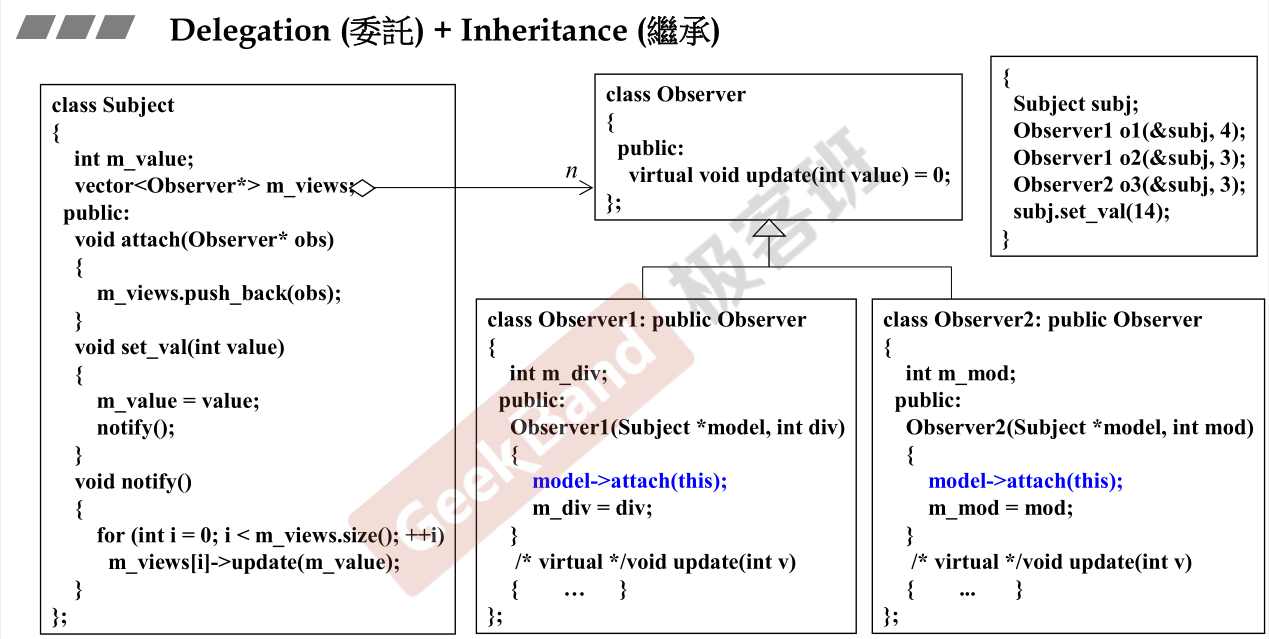 Delegation (委託) + Inheritance (繼承)
class Subject
{
int m_value;
vector<Observer*> m_views;
public:
void attach(Observer* obs)
{
m_views.push_back(obs);
}
void set_val(int value)
{
m_value = value;
notify();
}
void notify()
{
for (int i = 0; i < m_views.size(); ++i)
m_views[i]->update(m_value);
}
};
n
class Observer
{
public:
virtual void update(int value) = 0;
};
{
Subject subj;
Observer1 o1(&subj, 4);
Observer1 o2(&subj, 3);
Observer2 o3(&subj, 3);
subj.set_val(14);
}
class Observer1: public Observer
{
int m_div;
public:
Observer1(Subject *model, int div)
{
model->attach(this);
m_div = div;
}
/* virtual */void update(int v)
{ … }
};
class Observer2: public Observer
{
int m_mod;
public:
Observer2(Subject *model, int mod)
{
model->attach(this);
m_mod = mod;
}
/* virtual */void update(int v)
{ ... }
};
GeekBand 极客班